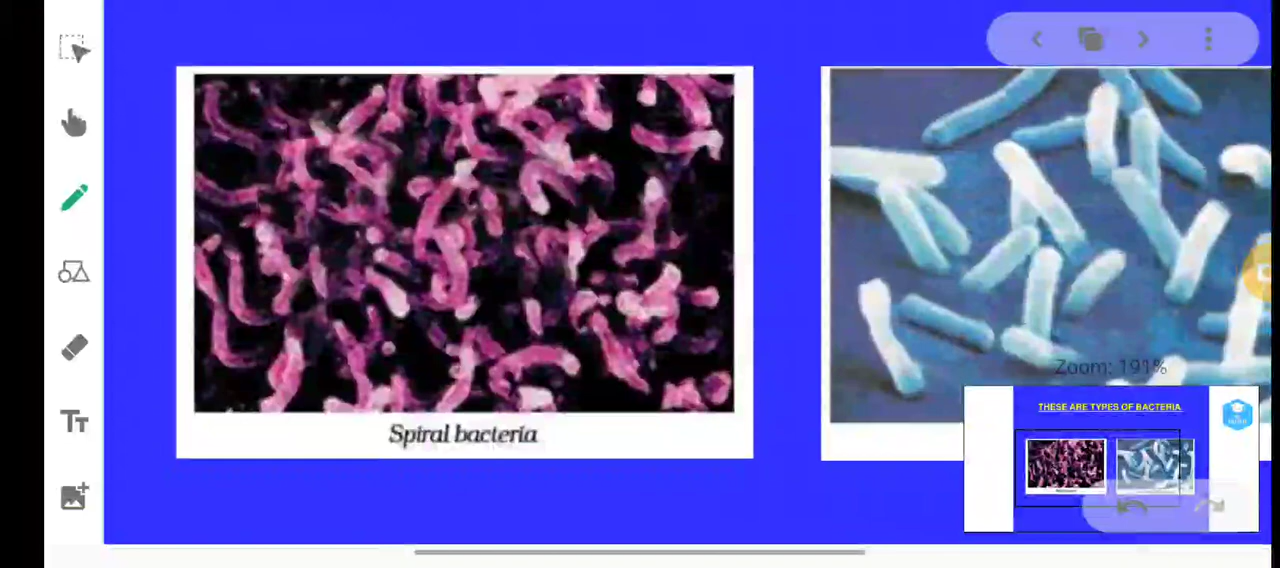 Spiral bacteria
Zoom: 191%
THESE ARE TYPES OF BACTERIA